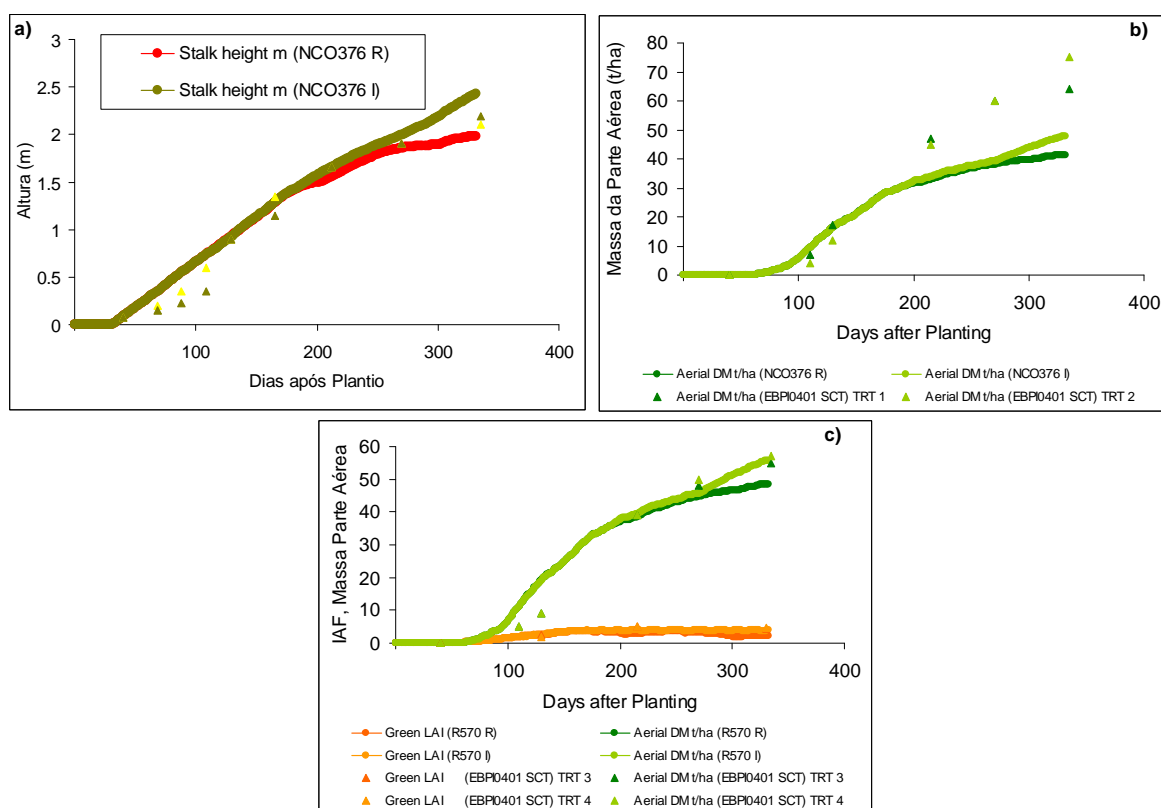 a)
Altura (m)
3
2.5
2
1.5
1
0.5
0
100
200
300
400
Dias após Plantio
Stalk height m (NCO376 R)
Stalk height m (NCO376 I)
b)
Massa da Parte Aérea (t/ha)
80
70
60
50
40
30
20
10
0
100
200
300
400
Days after Planting
Aerial DM t/ha (NCO376 R)
Aerial DM t/ha (NCO376 I)
Aerial DM t/ha (EBPI0401 SCT) TRT 1
Aerial DM t/ha (EBPI0401 SCT) TRT 2
c)
IAF, Massa Parte Aérea
60
50
40
30
20
10
0
100
200
300
400
Days after Planting
Green LAI (R570 R)
Aerial DM t/ha (R570 R)
Green LAI (R570 I)
Aerial DM t/ha (R570 I)
Green LAI (EBPI0401 SCT) TRT 3
Aerial DM t/ha (EBPI0401 SCT) TRT 3
Green LAI (EBPI0401 SCT) TRT 4
Aerial DM t/ha (EBPI0401 SCT) TRT 4